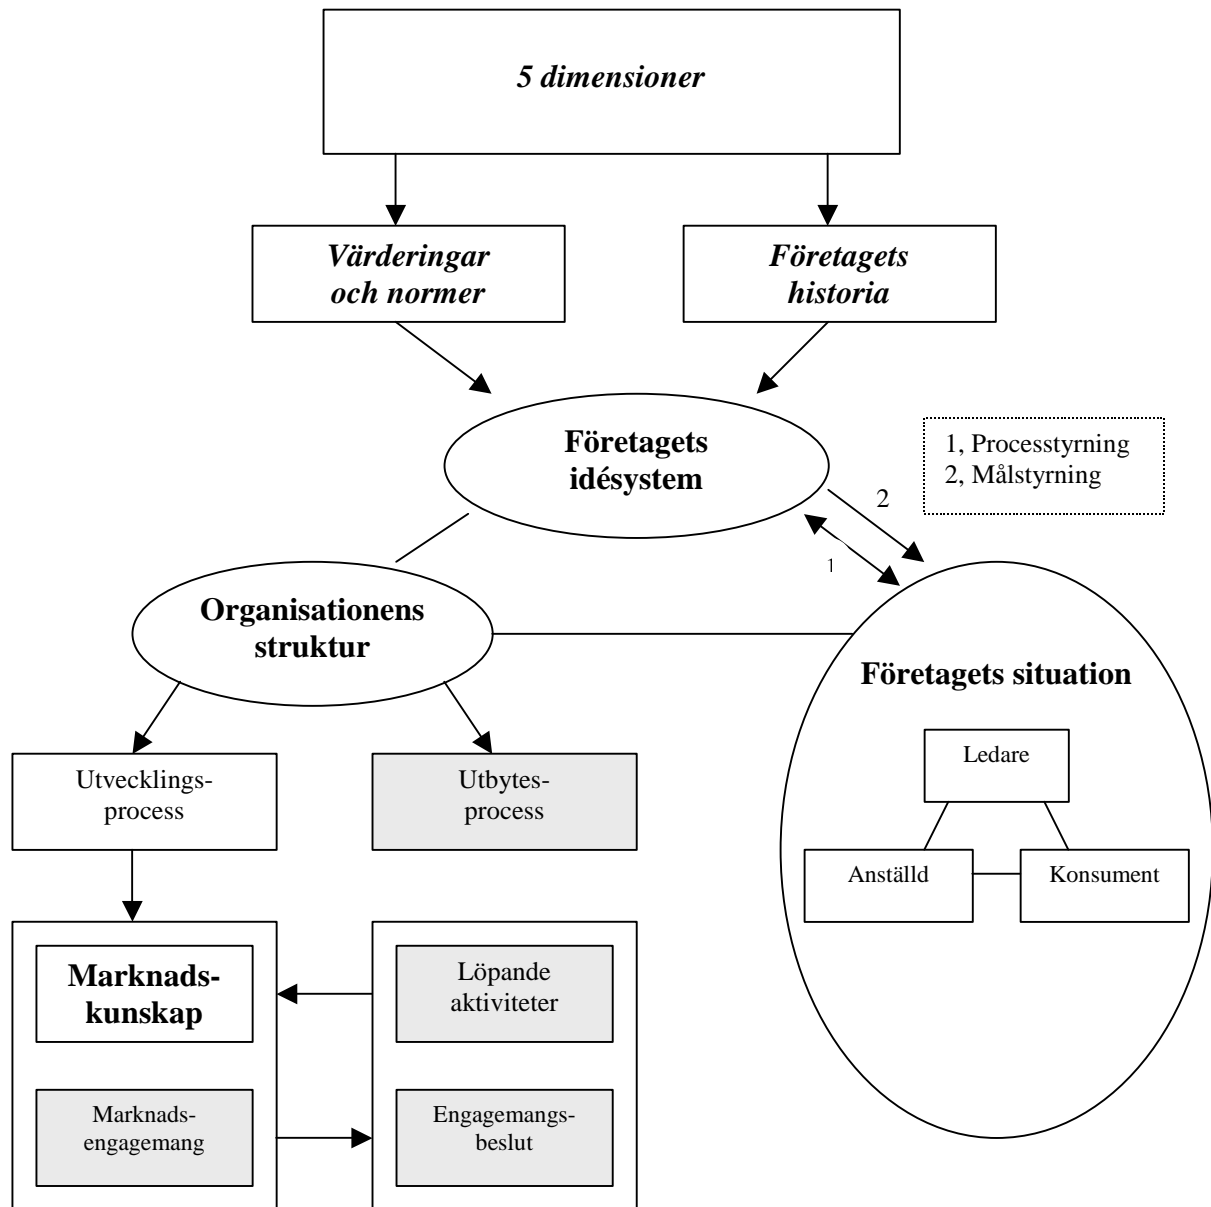 5 dimensioner
Värderingar
och normer
Företagets
historia
Företagets
idésystem
1, Processtyrning
2, Målstyrning
2
1
Organisationens
struktur
Företagets situation
Ledare
Anställd
Konsument
Utvecklings-
process
Utbytes-
process
Marknads-
kunskap
Löpande
aktiviteter
Marknads-
engagemang
Engagemangs-
beslut